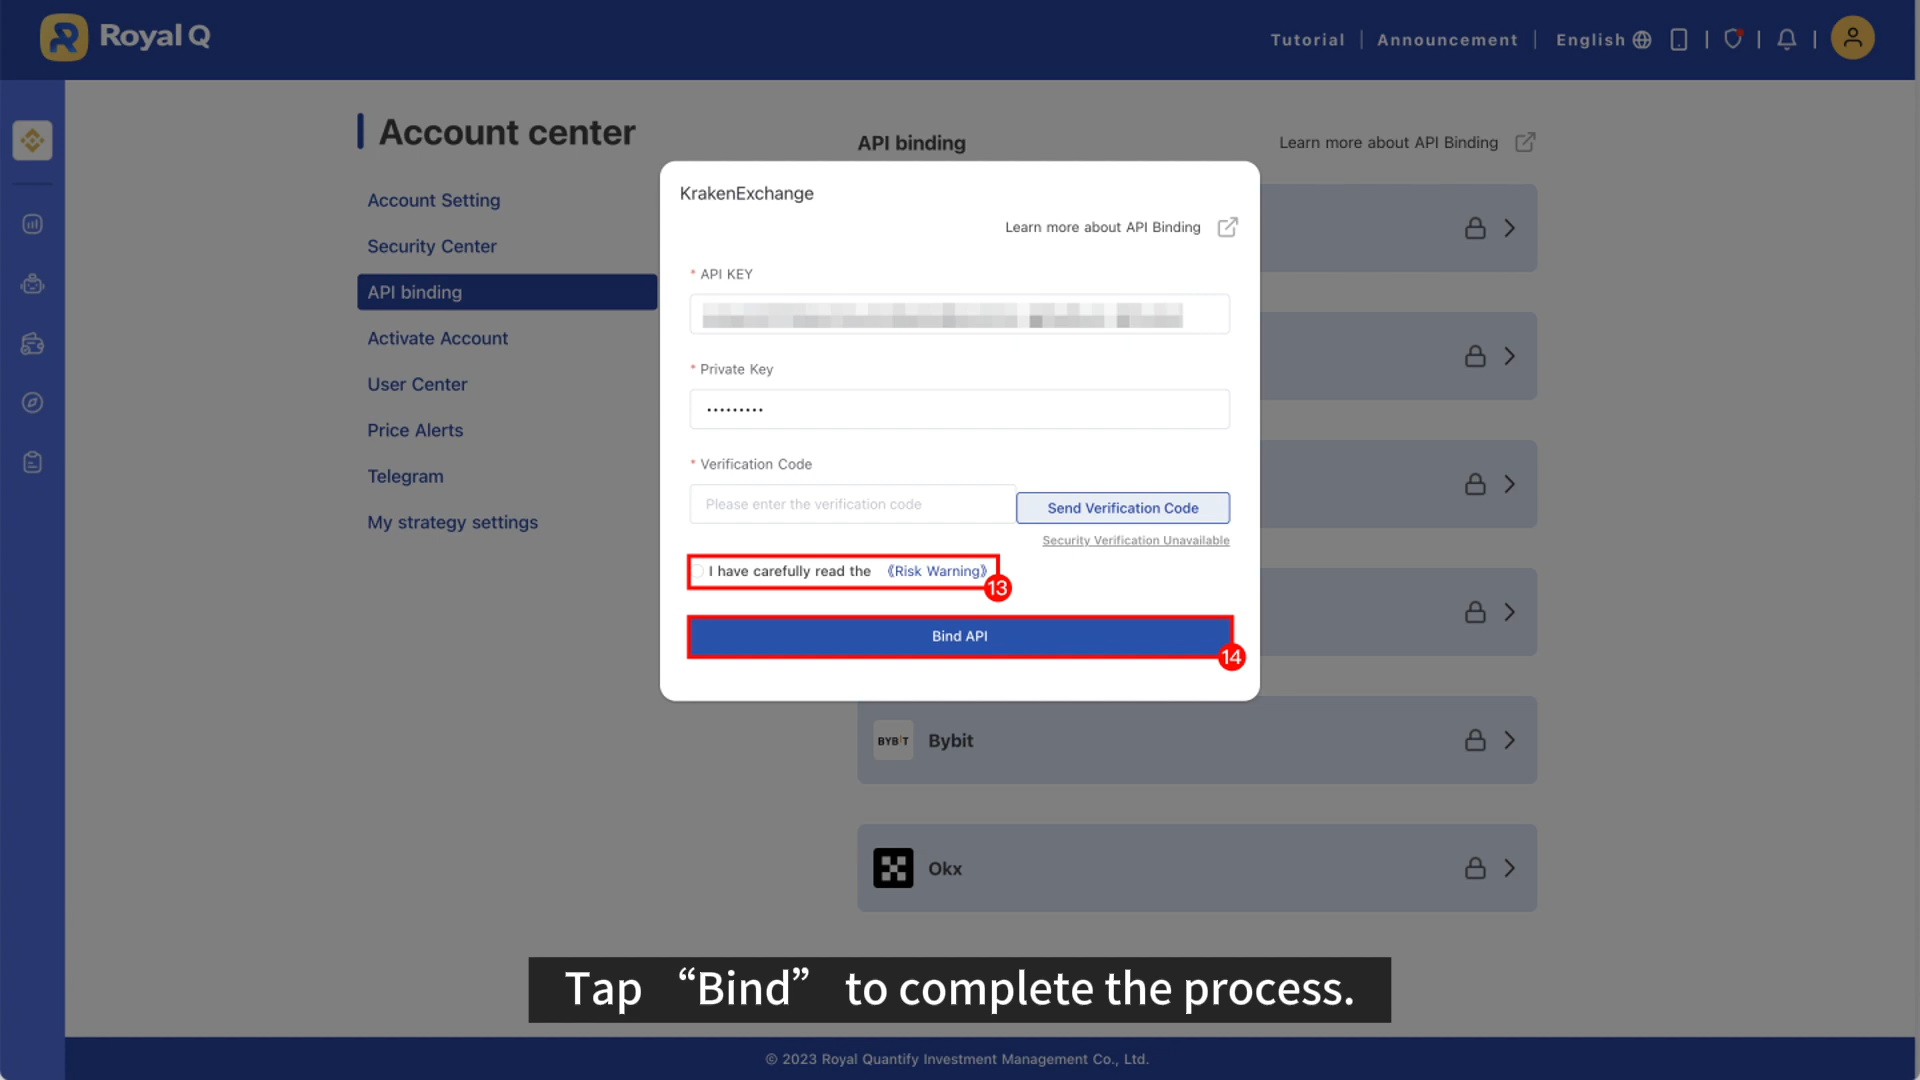 Royal Q
Tutorial | Announcement | English
Account center
Account Setting
Security Center
API binding
Activate Account
User Center
Price Alerts
Telegram
My strategy settings
API binding
Learn more about API Binding
KrakenExchange
Learn more about API Binding
* API KEY
* Private Key
•••••••••
* Verification Code
Please enter the verification code
Send Verification Code
Security Verification Unavailable
I have carefully read the 《Risk Warning》
13
Bind API
14
BYBIT Bybit
Okx
Tap “Bind” to complete the process.
© 2023 Royal Quantify Investment Management Co., Ltd.